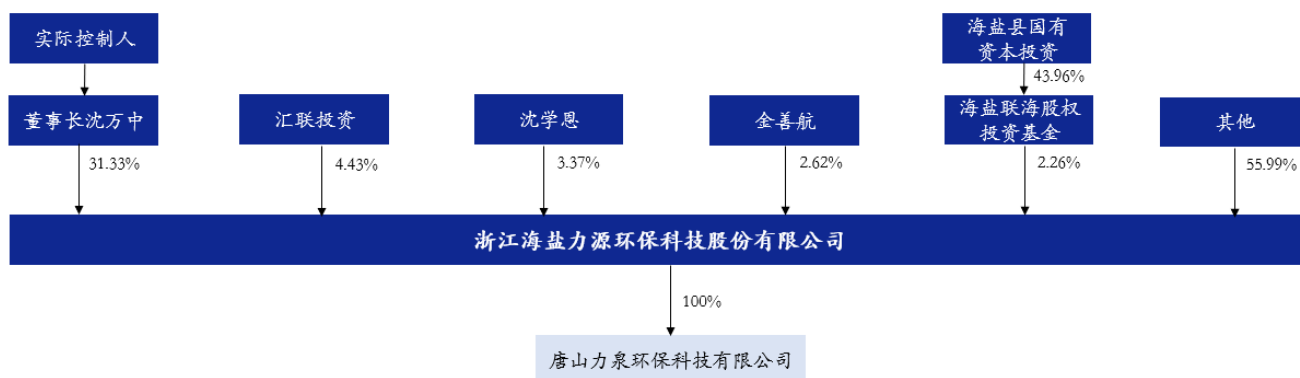 实际控制人
海盐县国有
资本投资
43.96%
董事长沈万中
汇联投资
沈学恩
金善航
海盐联海股权
投资基金
其他
31.33%
4.43%
3.37%
2.62%
2.26%
55.99%
浙江海盐力源环保科技股份有限公司
100%
唐山力泉环保科技有限公司